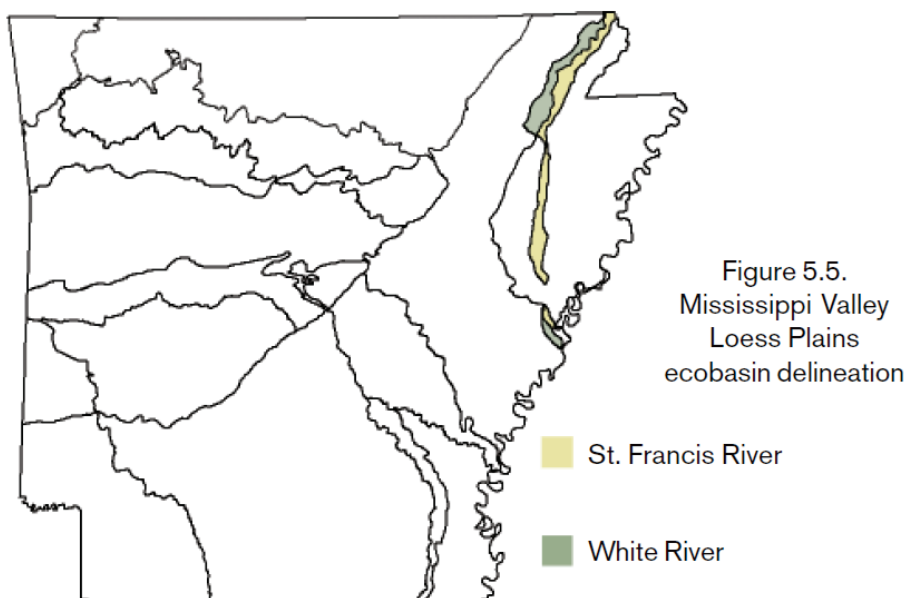 Figure 5.5.
Mississippi Valley
Loess Plains
ecobasin delineation
St. Francis River
White River